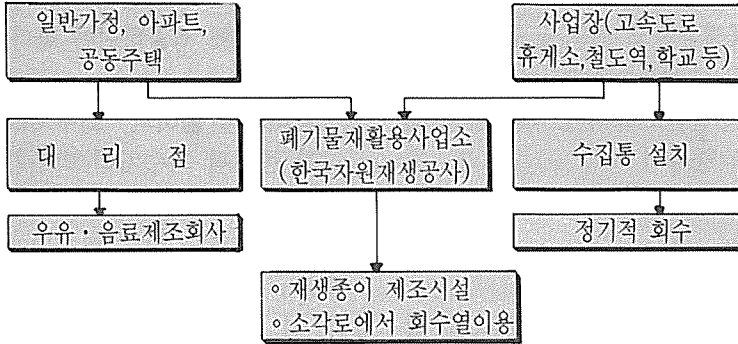 일반가정, 아파트,
공동주택
사업장(고속도로
휴게소,철도역,학교등)
대 리 점
폐기물재활용사업소
(한국자원재생공사)
수집통 설치
우유·음료제조회사
정기적 회수
◦ 재생종이 제조시설
◦ 소각로에서 회수열이용